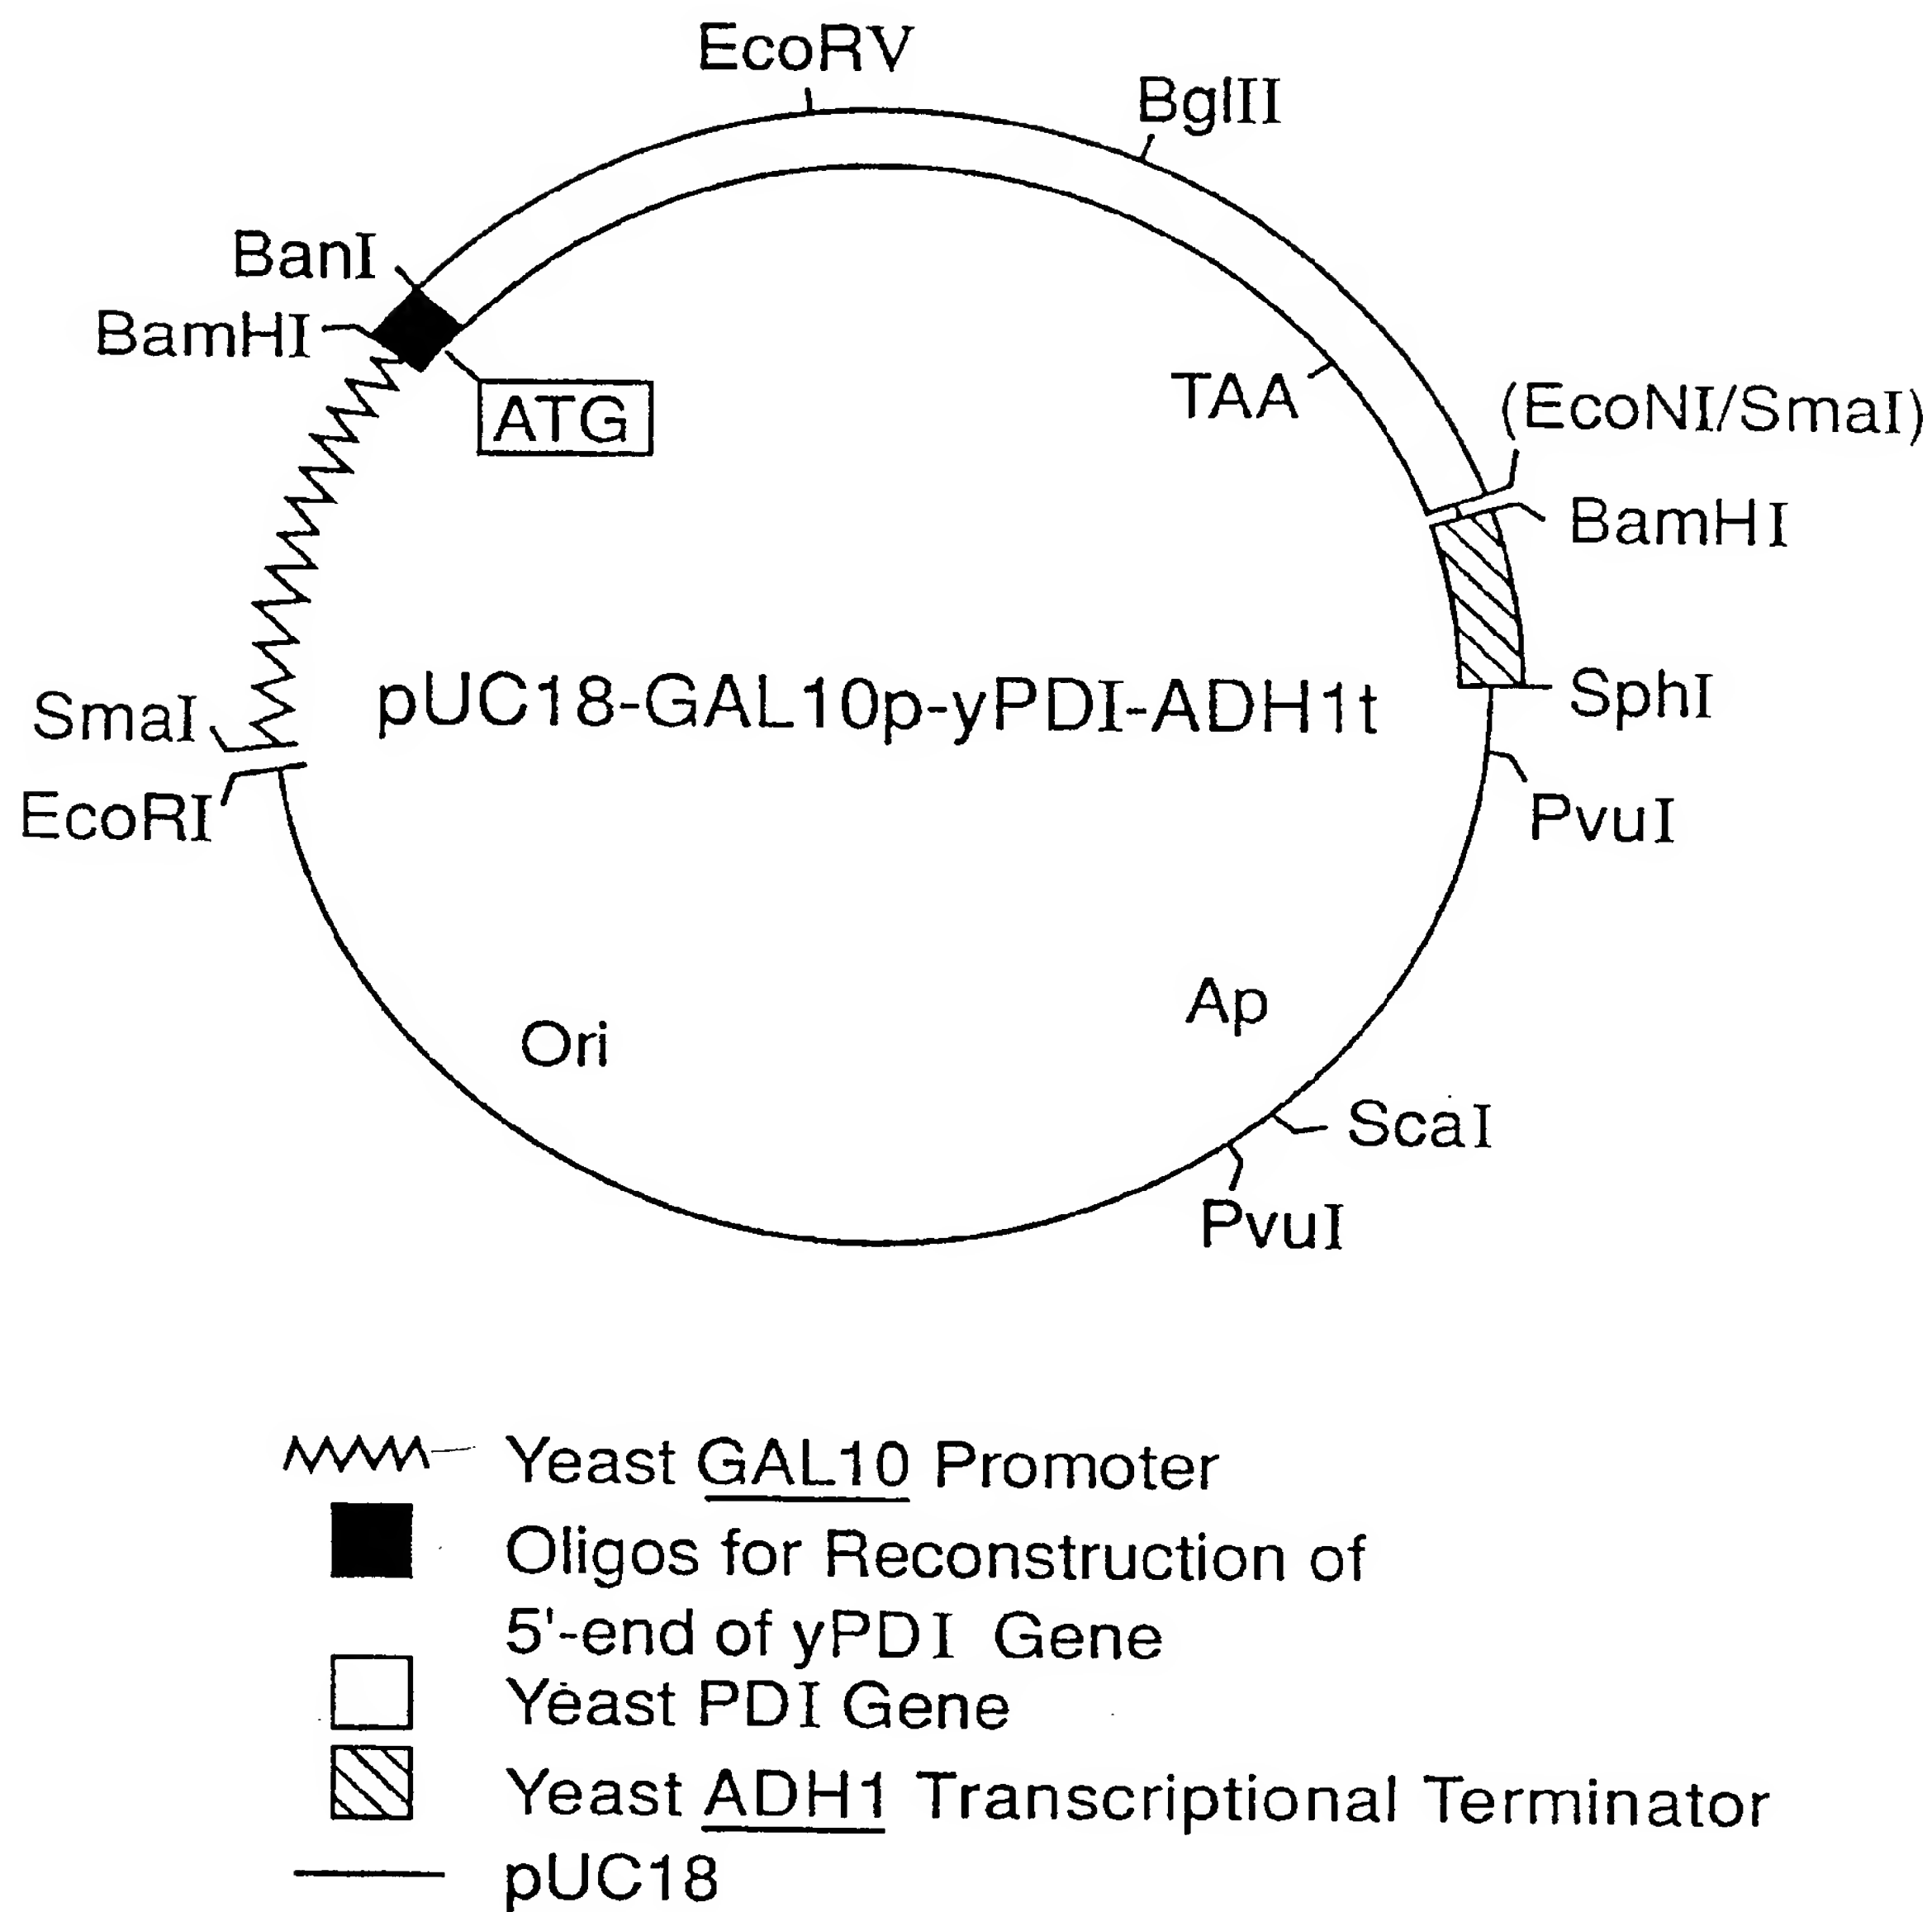 EcoRV
BglII
BanI
BamHI
ATG
TAA
(EcoNI/SmaI)
BamHI
SmaI
pUC18-GAL10p-yPDI-ADH1t
SphI
EcoRI
PvuI
Ap
Ori
ScaI
PvuI
Yeast GAL10 Promoter
Oligos for Reconstruction of
5'-end of yPDI Gene
Yeast PDI Gene
Yeast ADH1 Transcriptional Terminator
pUC18